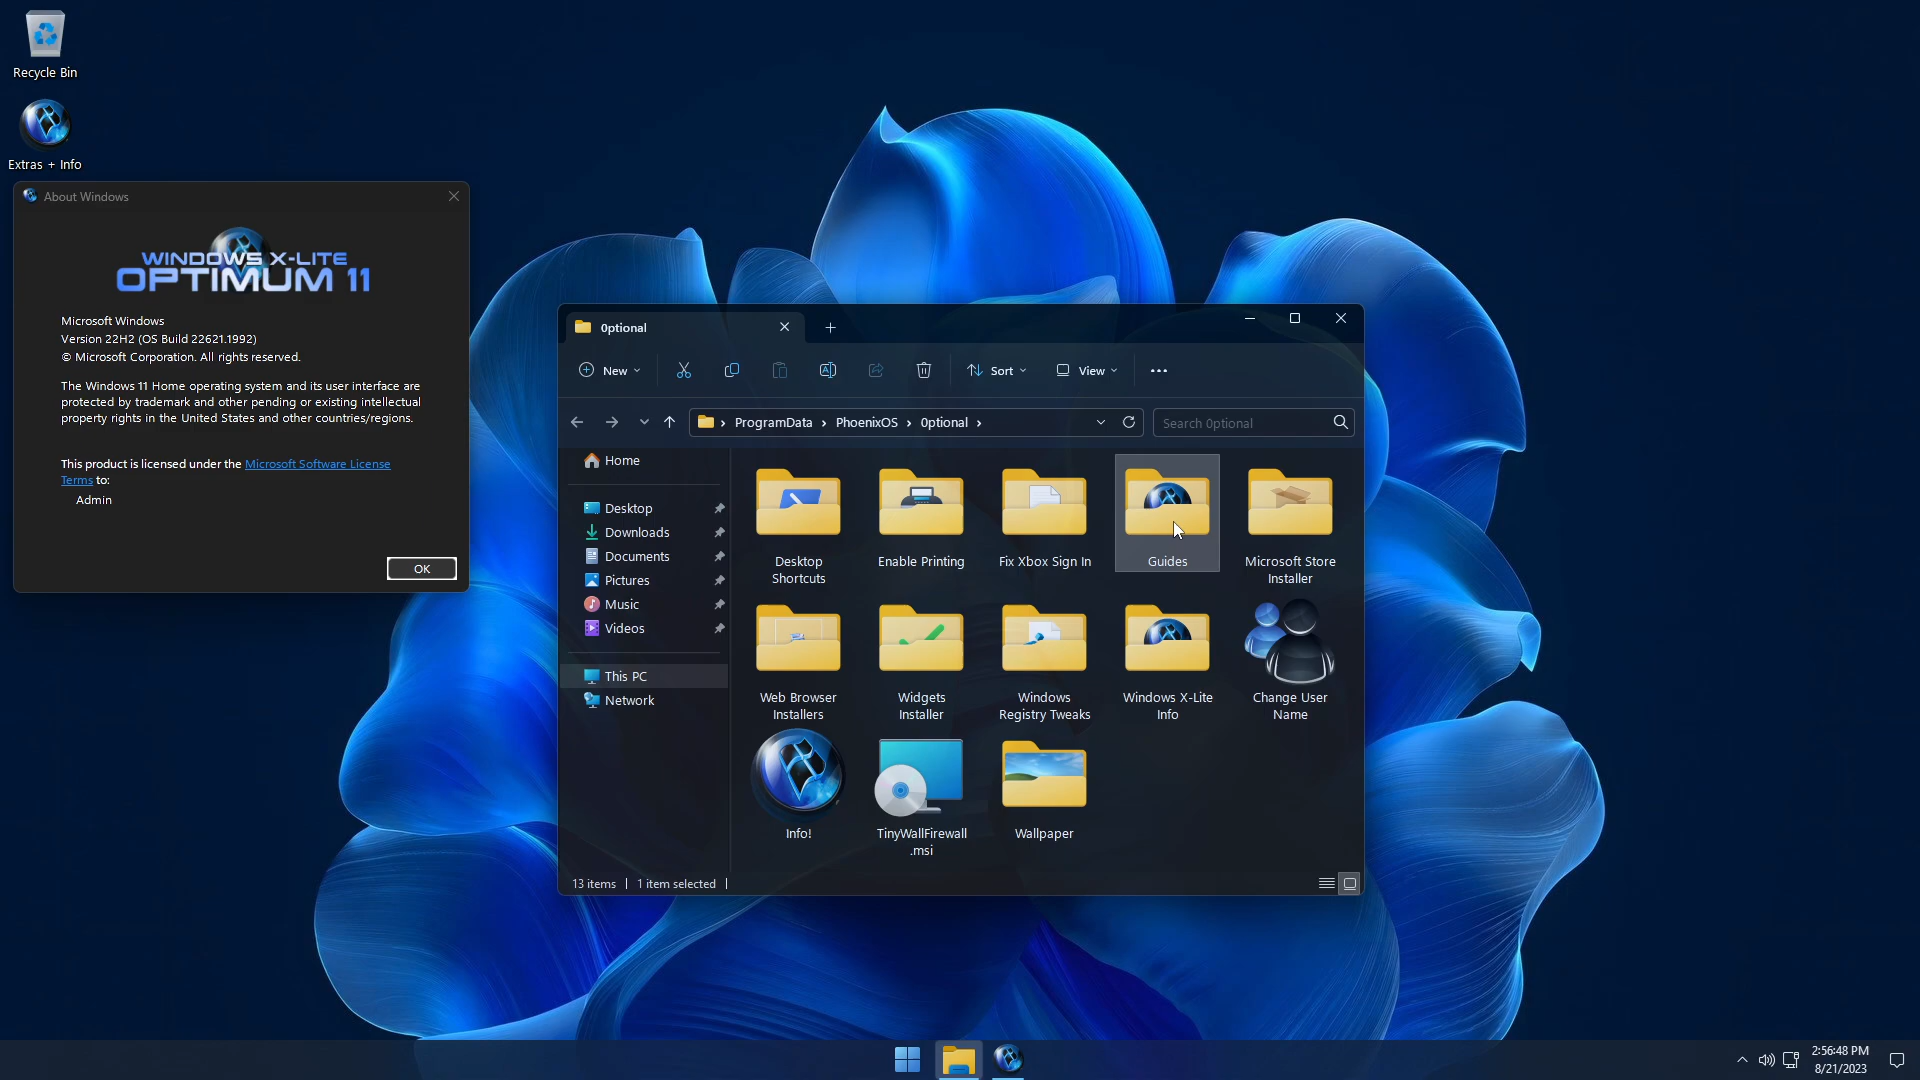 Recycle Bin
Extras + Info
About Windows
WINDOWS X-LITE
OPTIMUM 11
Microsoft Windows
Version 22H2 (OS Build 22621.1992)
© Microsoft Corporation. All rights reserved.
The Windows 11 Home operating system and its user interface are
protected by trademark and other pending or existing intellectual
property rights in the United States and other countries/regions.
This product is licensed under the Microsoft Software License
Terms to:
Admin
OK
0ptional
New
Sort
View
ProgramData › PhoenixOS › 0ptional ›
Search 0ptional
Home
Desktop
Downloads
Documents
Pictures
Music
Videos
This PC
Network
Desktop
Shortcuts
Enable Printing
Fix Xbox Sign In
Guides
Microsoft Store
Installer
Web Browser
Installers
Widgets
Installer
Windows
Registry Tweaks
Windows X-Lite
Info
Change User
Name
Info!
TinyWallFirewall
.msi
Wallpaper
13 items
1 item selected
2:56:48 PM
8/21/2023